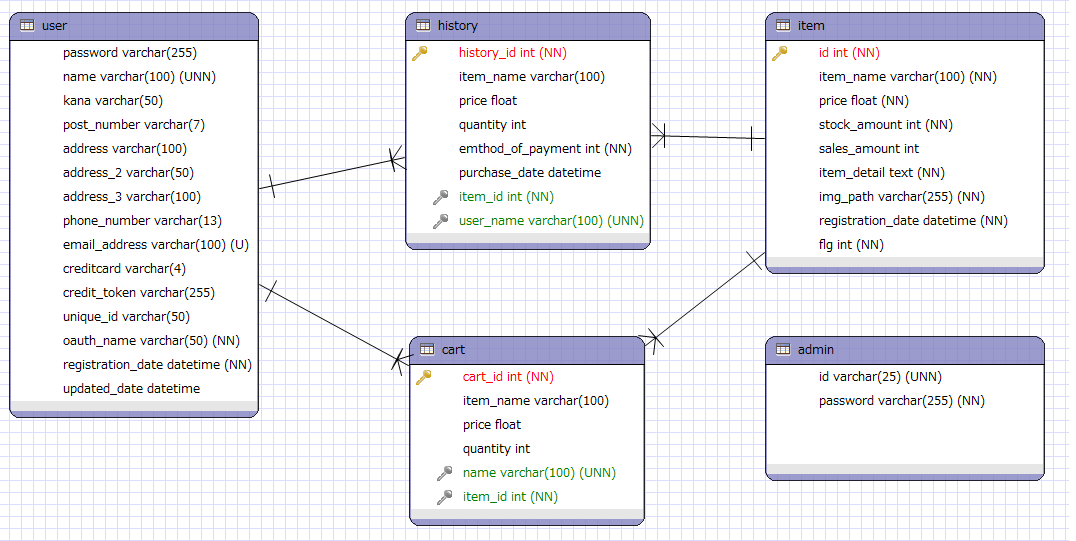 user
password varchar(255)
name varchar(100) (UNN)
kana varchar(50)
post_number varchar(7)
address varchar(100)
address_2 varchar(50)
address_3 varchar(100)
phone_number varchar(13)
email_address varchar(100) (U)
creditcard varchar(4)
credit_token varchar(255)
unique_id varchar(50)
oauth_name varchar(50) (NN)
registration_date datetime (NN)
updated_date datetime
history
history_id int (NN)
item_name varchar(100)
price float
quantity int
emthod_of_payment int (NN)
purchase_date datetime
item_id int (NN)
user_name varchar(100) (UNN)
item
id int (NN)
item_name varchar(100) (NN)
price float (NN)
stock_amount int (NN)
sales_amount int
item_detail text (NN)
img_path varchar(255) (NN)
registration_date datetime (NN)
flg int (NN)
cart
cart_id int (NN)
item_name varchar(100)
price float
quantity int
name varchar(100) (UNN)
item_id int (NN)
admin
id varchar(25) (UNN)
password varchar(255) (NN)